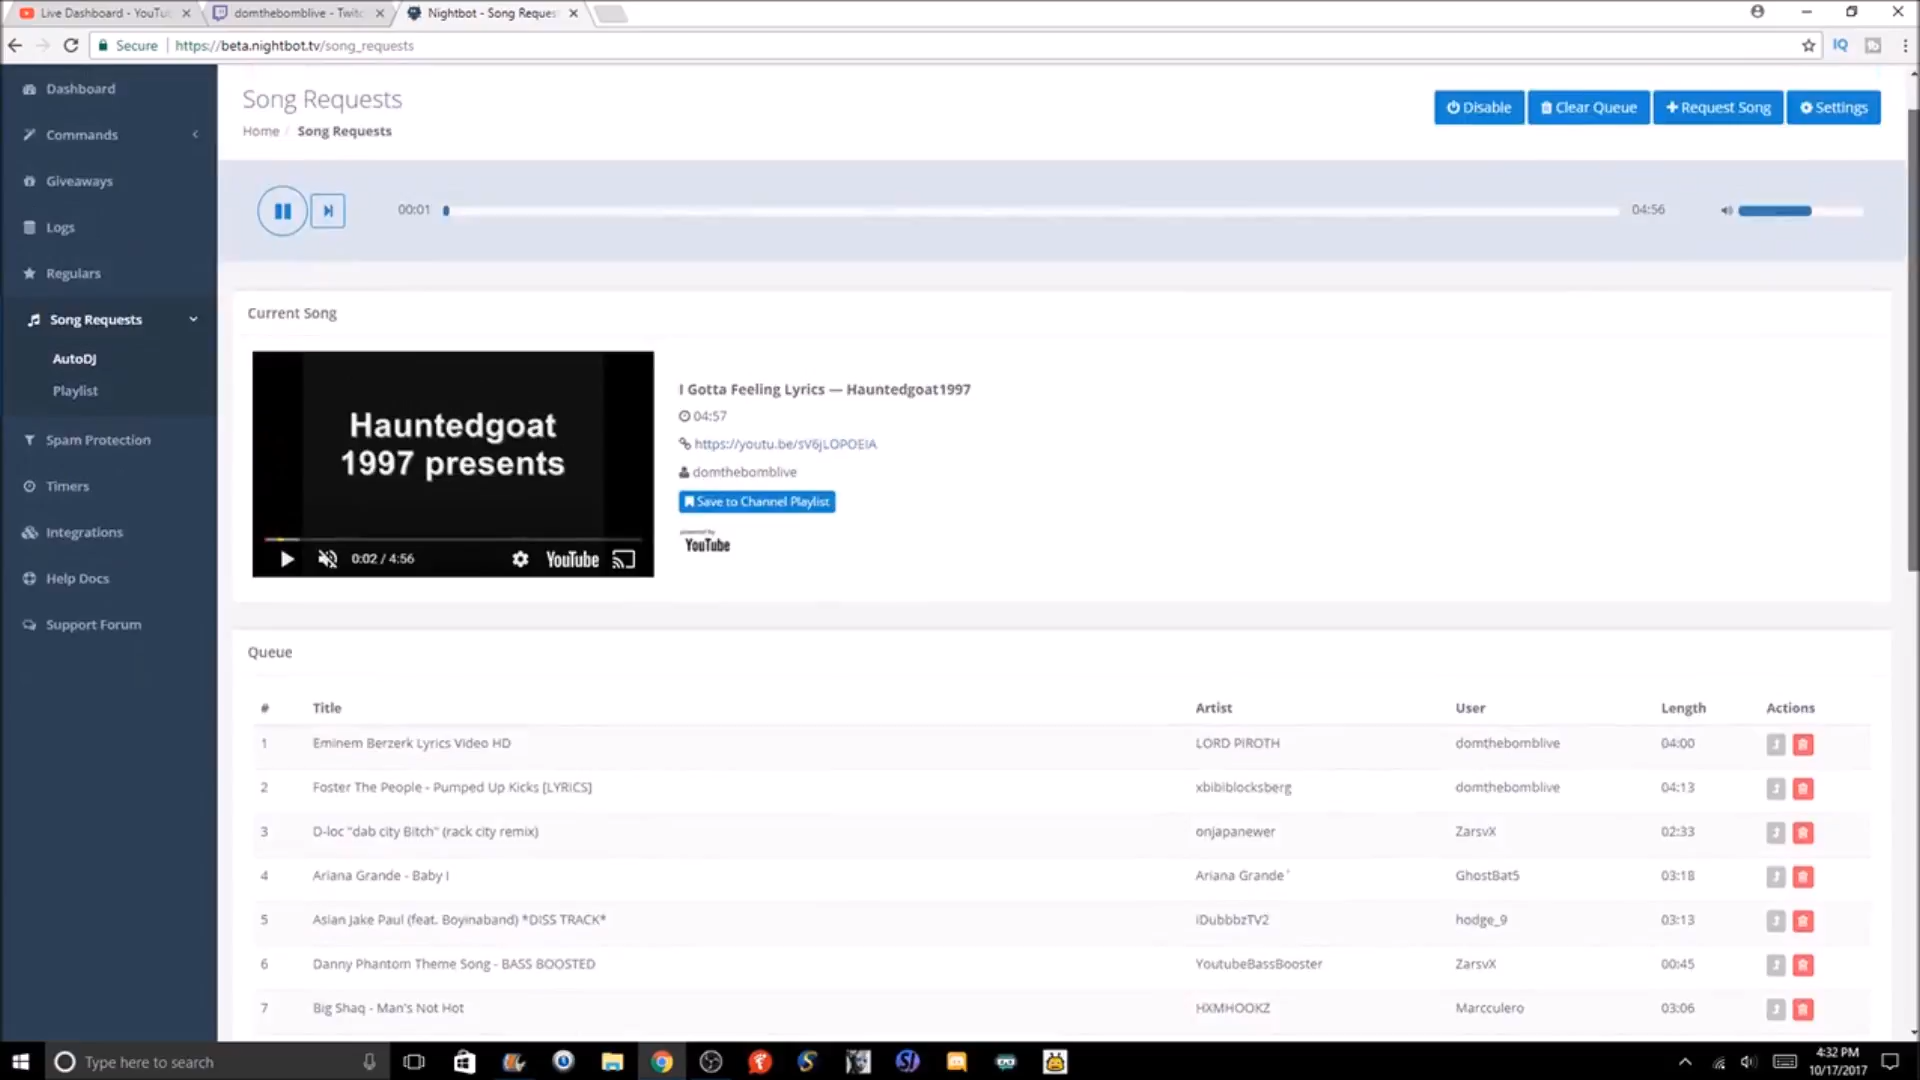 Live Dashboard - YouTu
domthebomblive - Twitc
Nightbot - Song Reques
Secure
https://beta.nightbot.tv/song_requests
IQ
Dashboard
Commands
Giveaways
Logs
Regulars
Song Requests
AutoDJ
Playlist
Spam Protection
Timers
Integrations
Help Docs
Support Forum
Song Requests
Home / Song Requests
Disable
Clear Queue
Request Song
Settings
00:01
04:56
Current Song
Hauntedgoat
1997 presents
0:02 / 4:56
YouTube
I Gotta Feeling Lyrics — Hauntedgoat1997
04:57
https://youtu.be/sV6jLOPOEIA
domthebomblive
Save to Channel Playlist
powered by
YouTube
Queue
# Title Artist User Length Actions
1 Eminem Berzerk Lyrics Video HD LORD PIROTH domthebomblive 04:00
2 Foster The People - Pumped Up Kicks [LYRICS] xbibiblocksberg domthebomblive 04:13
3 D-loc "dab city Bitch" (rack city remix) onjapanewer ZarsvX 02:33
4 Ariana Grande - Baby I Ariana Grande' GhostBat5 03:18
5 Asian Jake Paul (feat. Boyinaband) *DISS TRACK* iDubbbzTV2 hodge_9 03:13
6 Danny Phantom Theme Song - BASS BOOSTED YoutubeBassBooster ZarsvX 00:45
7 Big Shaq - Man's Not Hot HXMHOOKZ Marcculero 03:06
Type here to search
4:32 PM
10/17/2017